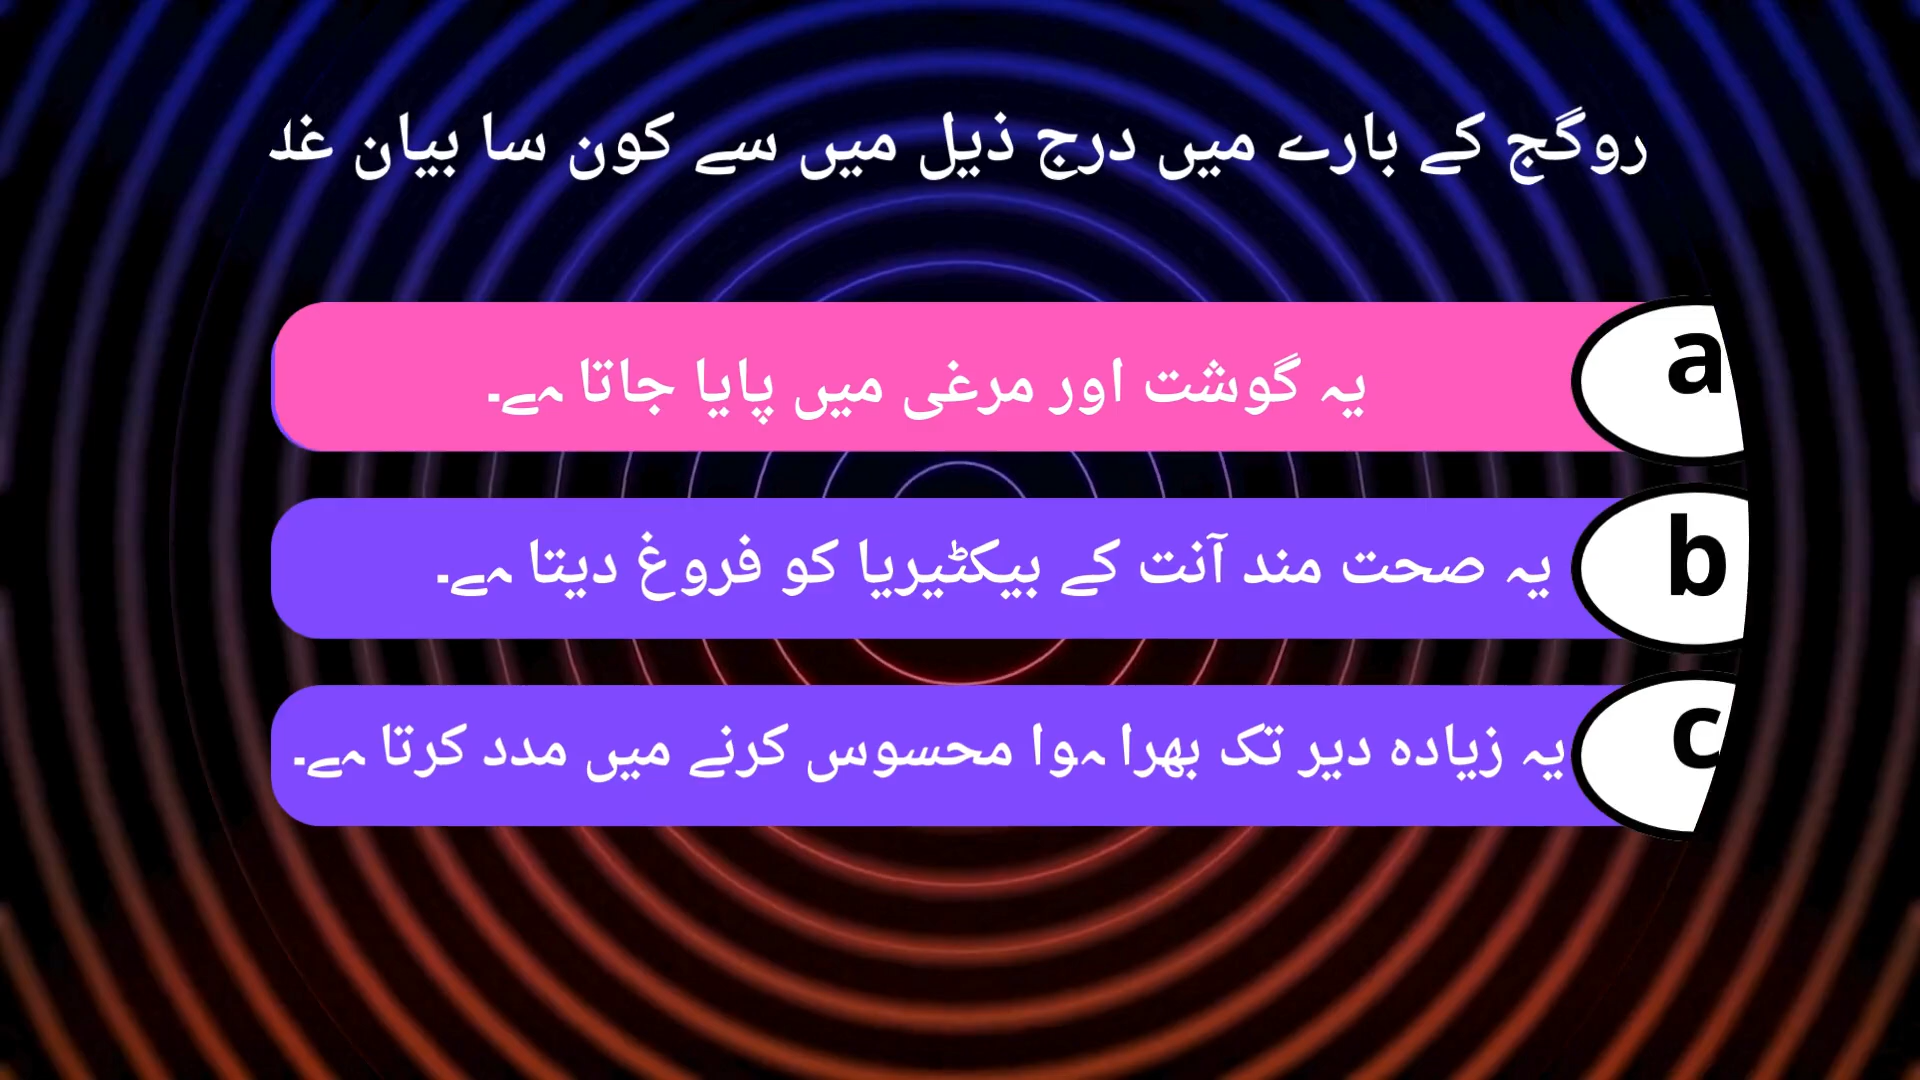 روگج کے بارے میں درج ذیل میں سے کون سا بیان غلـ
a
یہ گوشت اور مرغی میں پایا جاتا ہے۔
b
یہ صحت مند آنت کے بیکٹیریا کو فروغ دیتا ہے۔
c
یہ زیادہ دیر تک بھرا ہوا محسوس کرنے میں مدد کرتا ہے۔